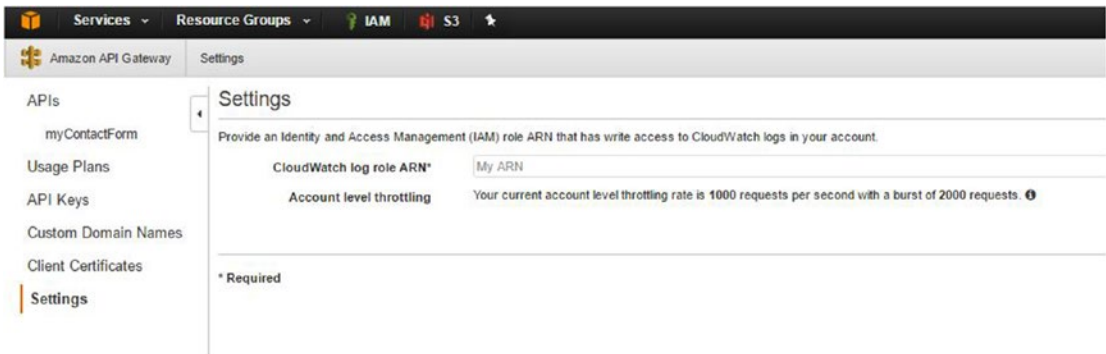 Services Resource Groups IAM S3
Amazon API Gateway Settings
APIs
myContactForm
Usage Plans
API Keys
Custom Domain Names
Client Certificates
Settings
Settings
Provide an Identity and Access Management (IAM) role ARN that has write access to CloudWatch logs in your account.
CloudWatch log role ARN* My ARN
Account level throttling Your current account level throttling rate is 1000 requests per second with a burst of 2000 requests.
* Required